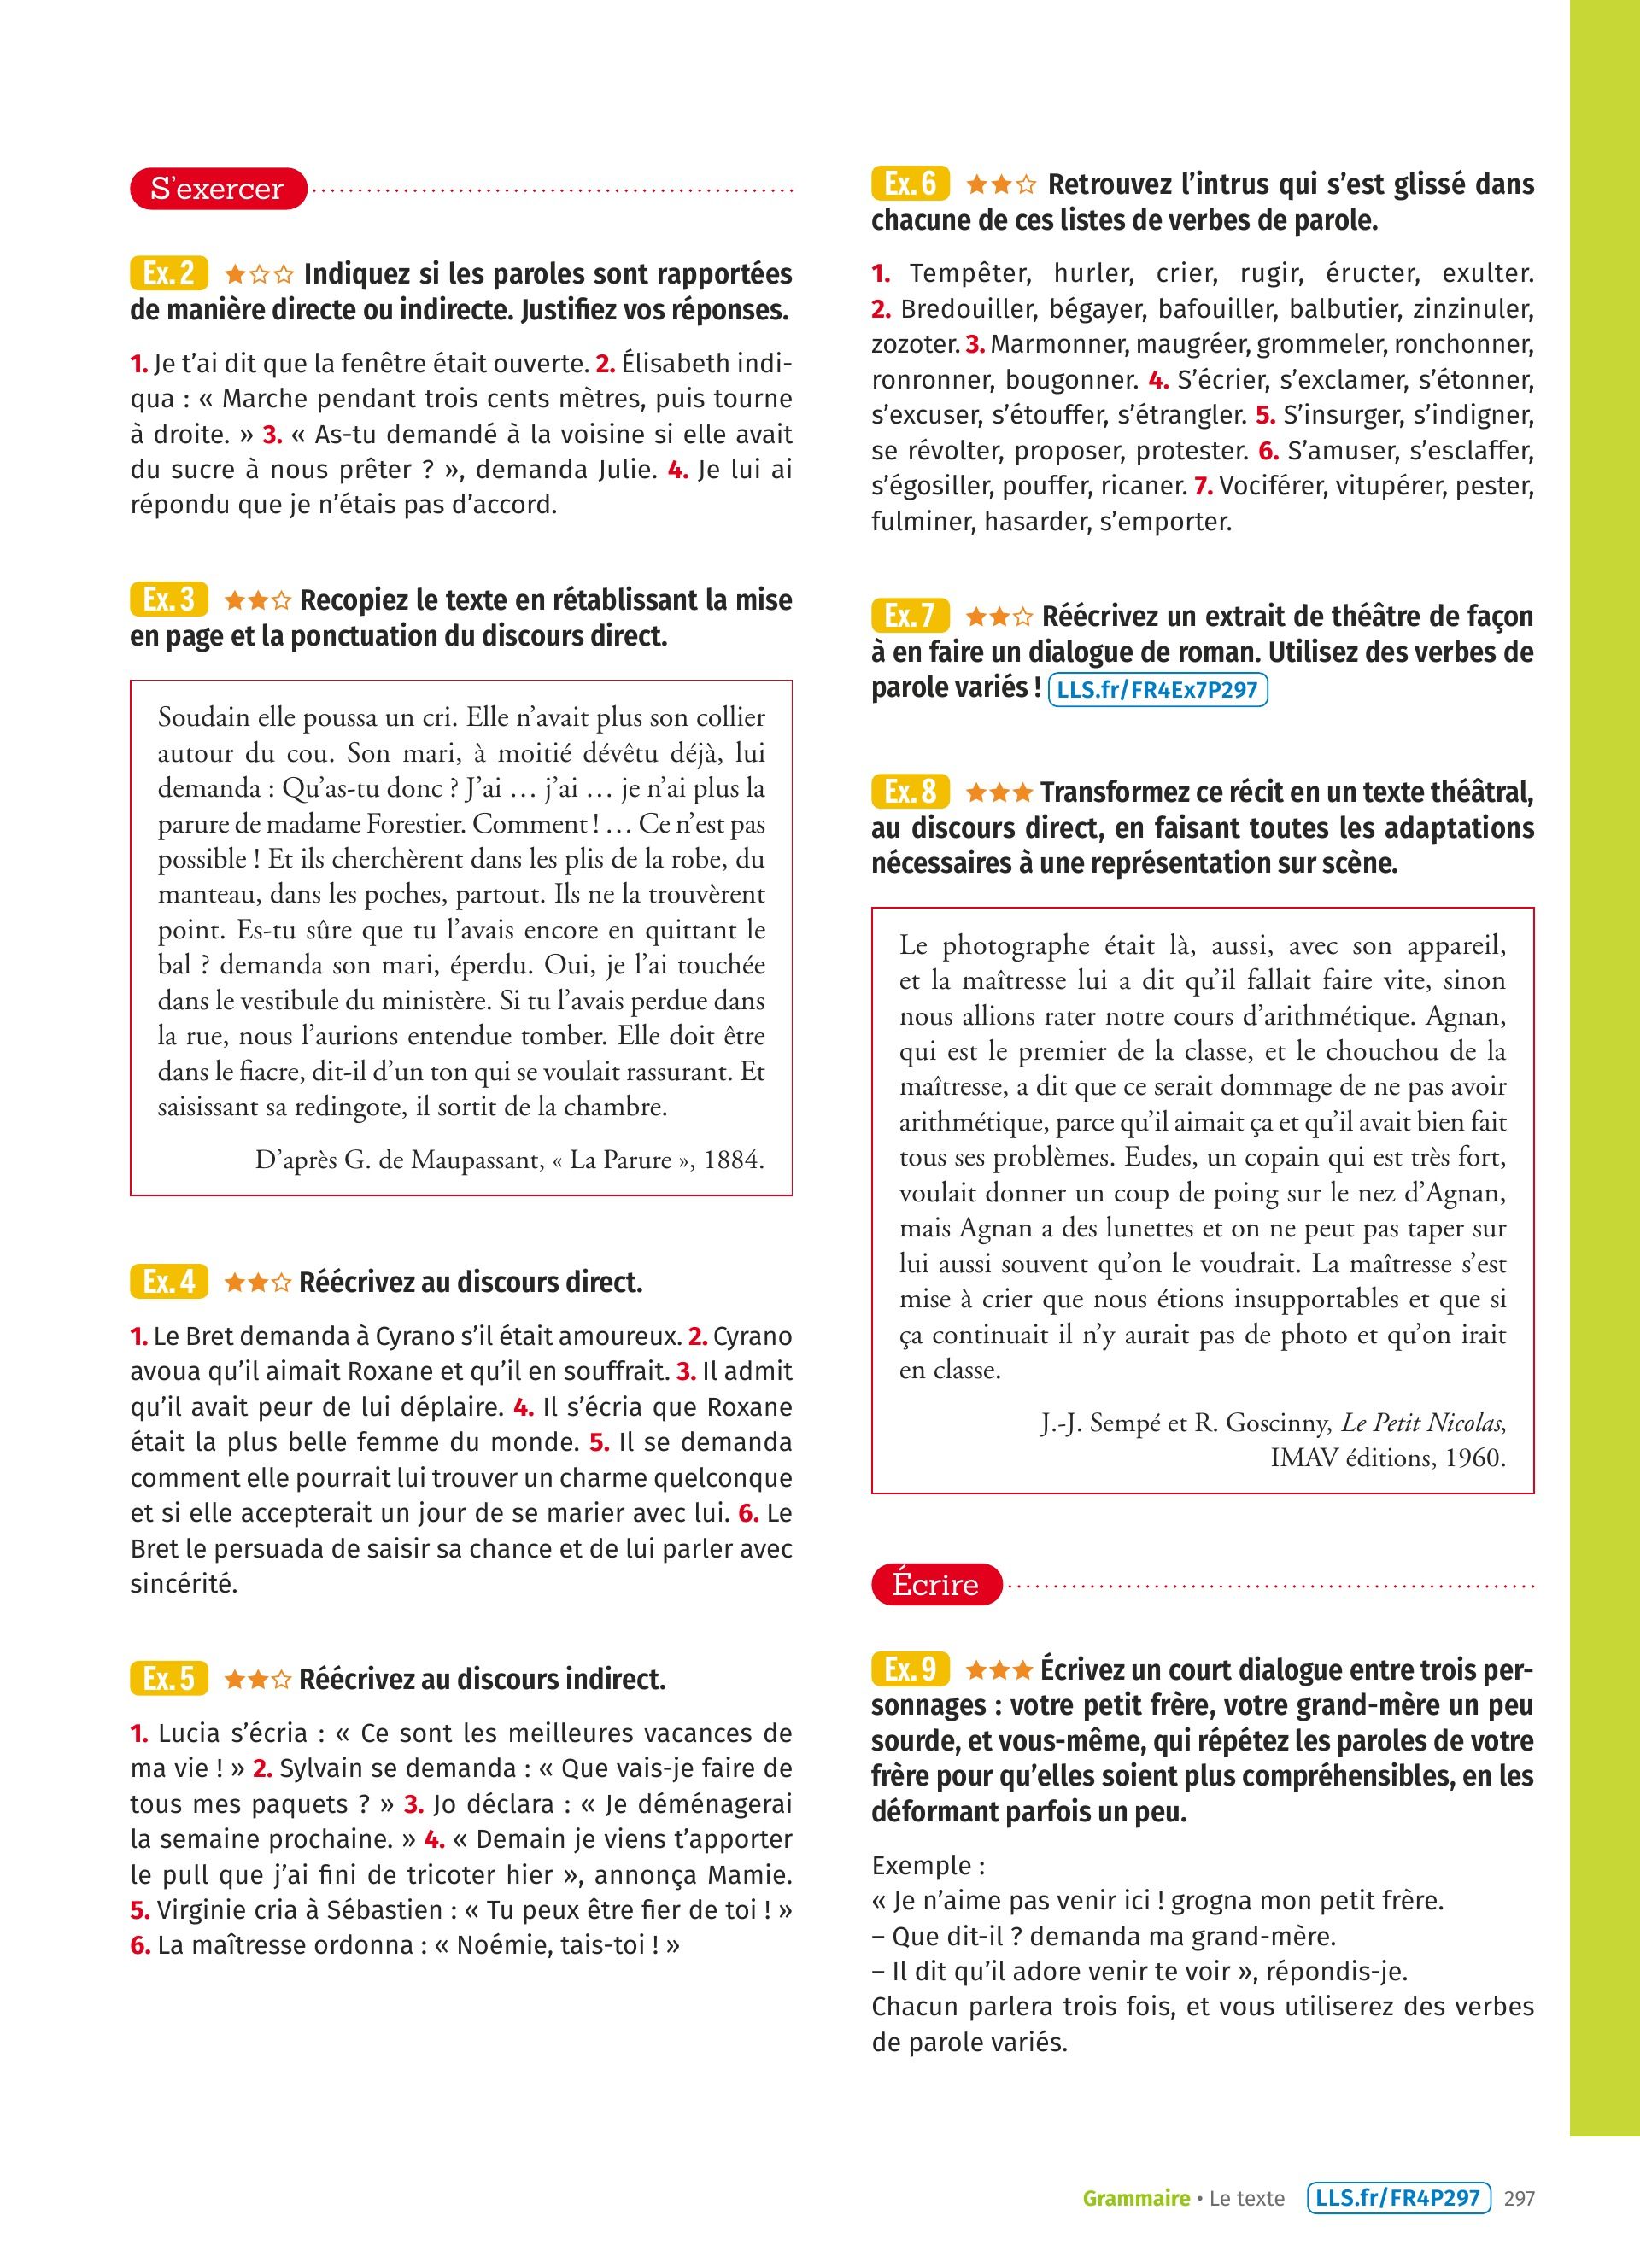 S'exercer
Ex. 2 ★☆☆ Indiquez si les paroles sont rapportées
de manière directe ou indirecte. Justifiez vos réponses.
1. Je t'ai dit que la fenêtre était ouverte. 2. Élisabeth indi-
qua : « Marche pendant trois cents mètres, puis tourne
à droite. » 3. « As-tu demandé à la voisine si elle avait
du sucre à nous prêter ? », demanda Julie. 4. Je lui ai
répondu que je n'étais pas d'accord.
Ex. 3 ★★☆ Recopiez le texte en rétablissant la mise
en page et la ponctuation du discours direct.
Soudain elle poussa un cri. Elle n'avait plus son collier
autour du cou. Son mari, à moitié dévêtu déjà, lui
demanda : Qu'as-tu donc ? J'ai … j'ai … je n'ai plus la
parure de madame Forestier. Comment ! … Ce n'est pas
possible ! Et ils cherchèrent dans les plis de la robe, du
manteau, dans les poches, partout. Ils ne la trouvèrent
point. Es-tu sûre que tu l'avais encore en quittant le
bal ? demanda son mari, éperdu. Oui, je l'ai touchée
dans le vestibule du ministère. Si tu l'avais perdue dans
la rue, nous l'aurions entendue tomber. Elle doit être
dans le fiacre, dit-il d'un ton qui se voulait rassurant. Et
saisissant sa redingote, il sortit de la chambre.
D'après G. de Maupassant, « La Parure », 1884.
Ex. 4 ★★☆ Réécrivez au discours direct.
1. Le Bret demanda à Cyrano s'il était amoureux. 2. Cyrano
avoua qu'il aimait Roxane et qu'il en souffrait. 3. Il admit
qu'il avait peur de lui déplaire. 4. Il s'écria que Roxane
était la plus belle femme du monde. 5. Il se demanda
comment elle pourrait lui trouver un charme quelconque
et si elle accepterait un jour de se marier avec lui. 6. Le
Bret le persuada de saisir sa chance et de lui parler avec
sincérité.
Ex. 5 ★★☆ Réécrivez au discours indirect.
1. Lucia s'écria : « Ce sont les meilleures vacances de
ma vie ! » 2. Sylvain se demanda : « Que vais-je faire de
tous mes paquets ? » 3. Jo déclara : « Je déménagerai
la semaine prochaine. » 4. « Demain je viens t'apporter
le pull que j'ai fini de tricoter hier », annonça Mamie.
5. Virginie cria à Sébastien : « Tu peux être fier de toi ! »
6. La maîtresse ordonna : « Noémie, tais-toi ! »
Ex. 6 ★★☆ Retrouvez l'intrus qui s'est glissé dans
chacune de ces listes de verbes de parole.
1. Tempêter, hurler, crier, rugir, éructer, exulter.
2. Bredouiller, bégayer, bafouiller, balbutier, zinzinuler,
zozoter. 3. Marmonner, maugréer, grommeler, ronchonner,
ronronner, bougonner. 4. S'écrier, s'exclamer, s'étonner,
s'excuser, s'étouffer, s'étrangler. 5. S'insurger, s'indigner,
se révolter, proposer, protester. 6. S'amuser, s'esclaffer,
s'égosiller, pouffer, ricaner. 7. Vociférer, vitupérer, pester,
fulminer, hasarder, s'emporter.
Ex. 7 ★★☆ Réécrivez un extrait de théâtre de façon
à en faire un dialogue de roman. Utilisez des verbes de
parole variés ! LLS.fr/FR4Ex7P297
Ex. 8 ★★★ Transformez ce récit en un texte théâtral,
au discours direct, en faisant toutes les adaptations
nécessaires à une représentation sur scène.
Le photographe était là, aussi, avec son appareil,
et la maîtresse lui a dit qu'il fallait faire vite, sinon
nous allions rater notre cours d'arithmétique. Agnan,
qui est le premier de la classe, et le chouchou de la
maîtresse, a dit que ce serait dommage de ne pas avoir
arithmétique, parce qu'il aimait ça et qu'il avait bien fait
tous ses problèmes. Eudes, un copain qui est très fort,
voulait donner un coup de poing sur le nez d'Agnan,
mais Agnan a des lunettes et on ne peut pas taper sur
lui aussi souvent qu'on le voudrait. La maîtresse s'est
mise à crier que nous étions insupportables et que si
ça continuait il n'y aurait pas de photo et qu'on irait
en classe.
J.-J. Sempé et R. Goscinny, Le Petit Nicolas,
IMAV éditions, 1960.
Écrire
Ex. 9 ★★★ Écrivez un court dialogue entre trois per-
sonnages : votre petit frère, votre grand-mère un peu
sourde, et vous-même, qui répétez les paroles de votre
frère pour qu'elles soient plus compréhensibles, en les
déformant parfois un peu.
Exemple :
« Je n'aime pas venir ici ! grogna mon petit frère.
– Que dit-il ? demanda ma grand-mère.
– Il dit qu'il adore venir te voir », répondis-je.
Chacun parlera trois fois, et vous utiliserez des verbes
de parole variés.
Grammaire • Le texte LLS.fr/FR4P297 297